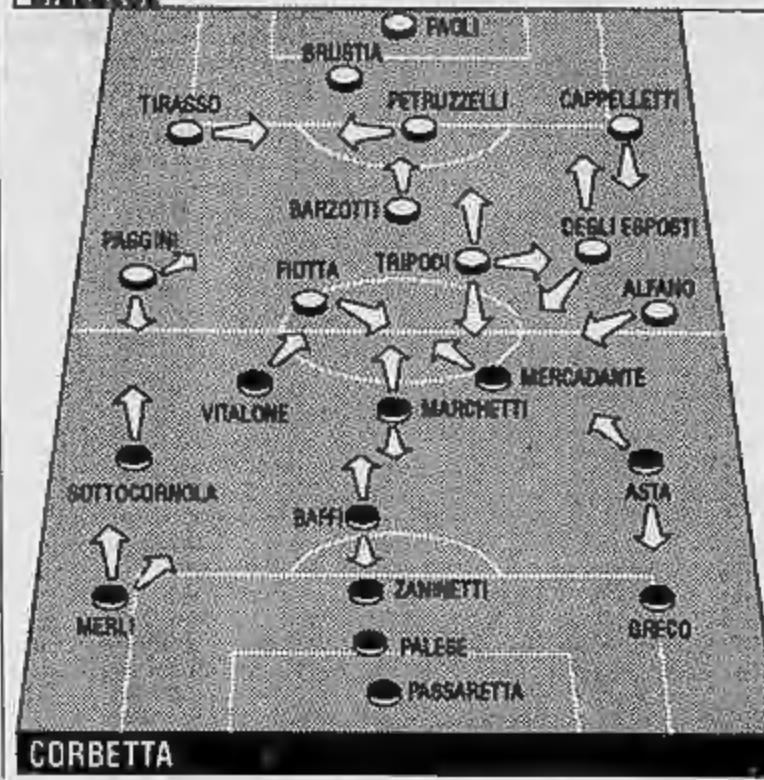 PAOLI
BRUSTIA
TIRASSO
PETRUZZELLI
CAPPELLETTI
BARZOTTI
DEGLI ESPOSTI
PAGGINI
FIOTTA
TRIPODI
ALFANO
VITALONE
MERCADANTE
MARCHETTI
SOTTOCORNOLA
ASTA
BAFFI
ZANINETTI
MERLI
GRECO
PALESE
PASSARETTA
CORBETTA